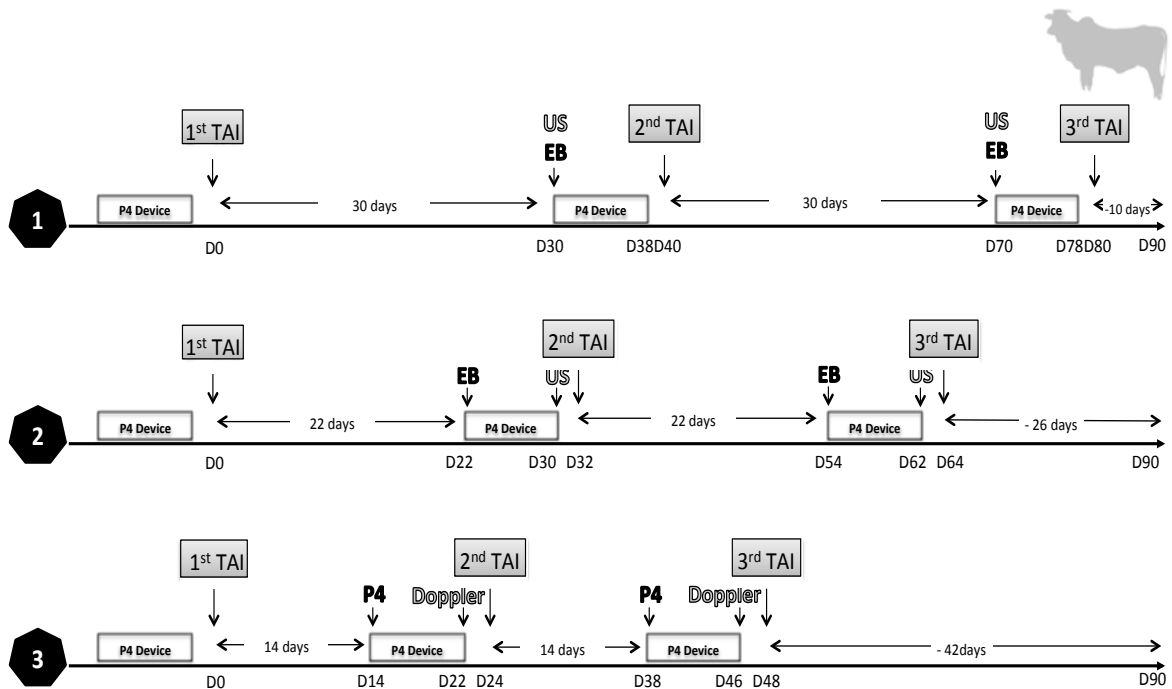 1st TAI
US
EB
2nd TAI
US
EB
3rd TAI
1
P4 Device
30 days
P4 Device
30 days
P4 Device
-10 days
D0
D30
D38D40
D70
D78D80
D90
1st TAI
EB
US
2nd TAI
EB
US
3rd TAI
2
P4 Device
22 days
P4 Device
22 days
P4 Device
- 26 days
D0
D22
D30
D32
D54
D62
D64
D90
1st TAI
P4
Doppler
2nd TAI
P4
Doppler
3rd TAI
3
P4 Device
14 days
P4 Device
14 days
P4 Device
- 42days
D0
D14
D22
D24
D38
D46
D48
D90